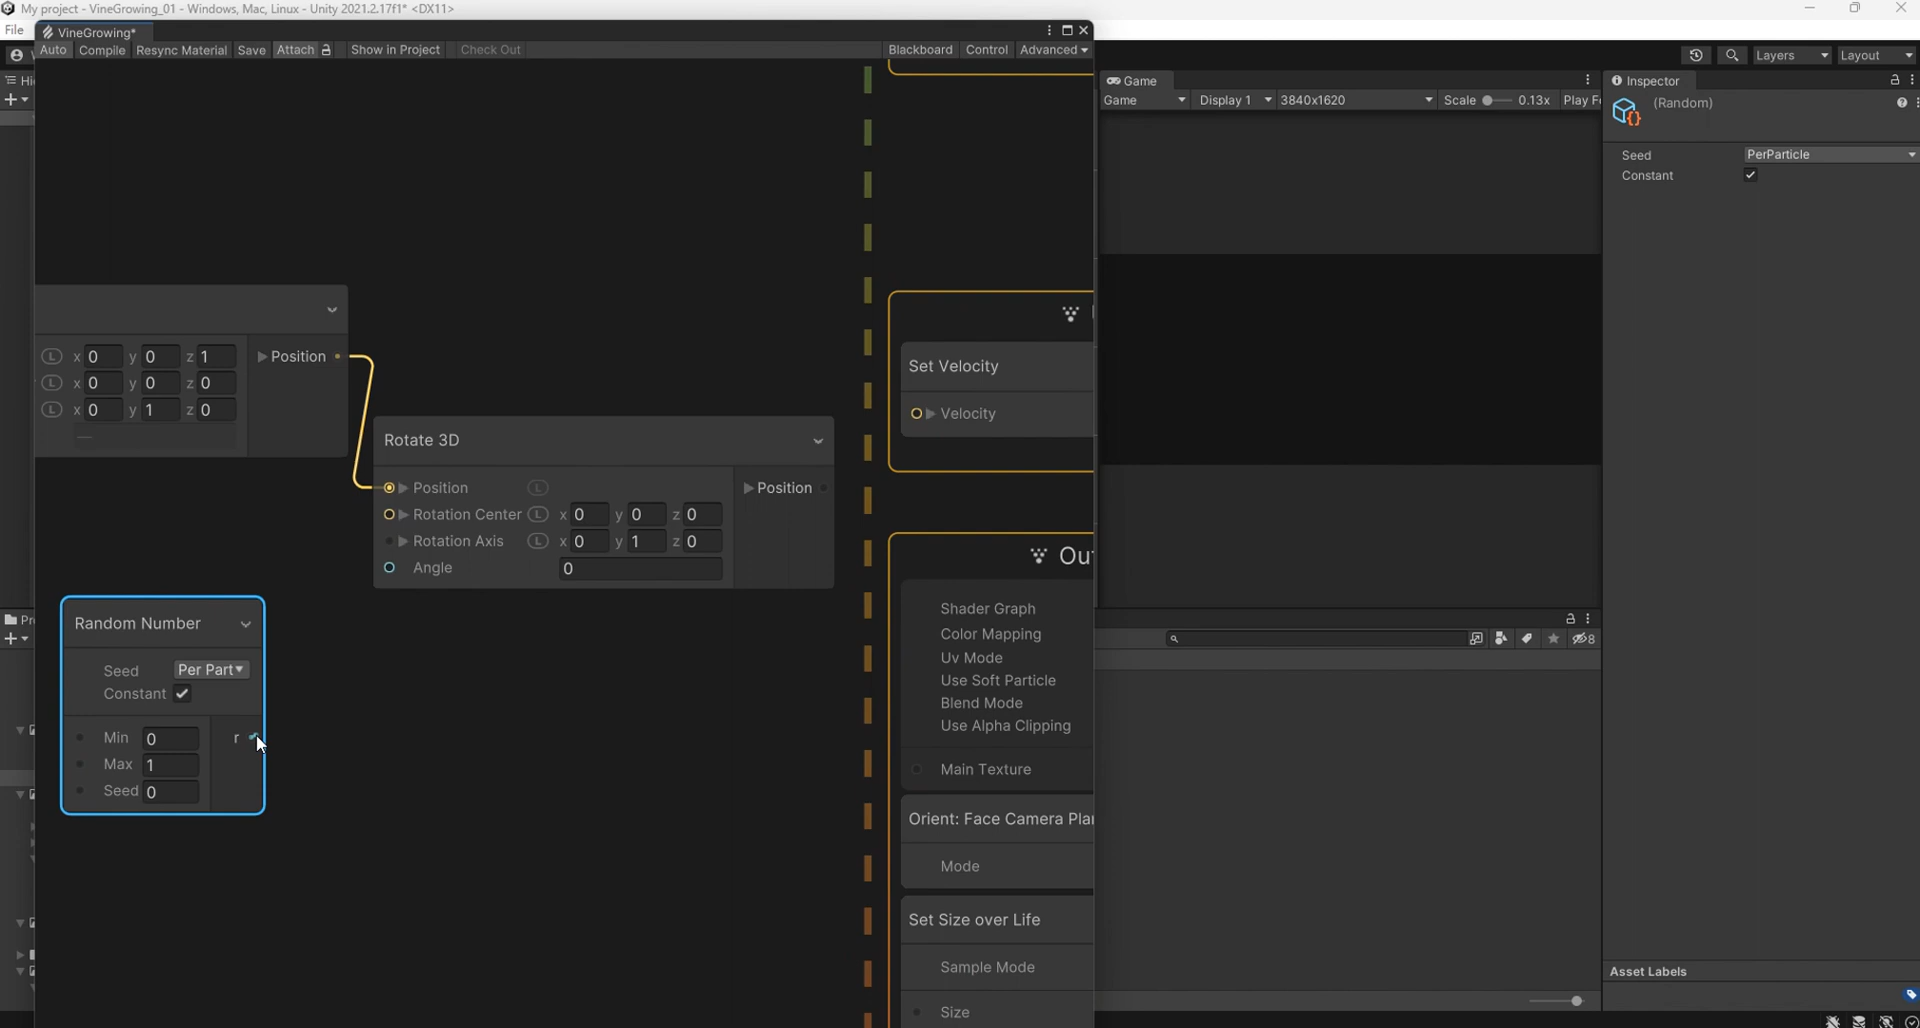 My project - VineGrowing_01 - Windows, Mac, Linux - Unity 2021.2.17f1* <DX11>
File
VineGrowing*
Auto Compile Resync Material Save Attach Show in Project Check Out Blackboard Control Advanced
Layers Layout
Game
Inspector
Game Display 1 3840x1620 Scale 0.13x
(Random)
Seed PerParticle
Constant
L x 0 y 0 z 1 Position
L x 0 y 0 z 0
L x 0 y 1 z 0
Set Velocity
Velocity
Rotate 3D
Position L Position
Rotation Center L x 0 y 0 z 0
Rotation Axis L x 0 y 1 z 0
Angle 0
Shader Graph
Color Mapping
Uv Mode
Use Soft Particle
Blend Mode
Use Alpha Clipping
Main Texture
Random Number
Seed Per Part
Constant
Min 0 r
Max 1
Seed 0
8
Orient: Face Camera
Mode
Set Size over Life
Sample Mode
Size
Asset Labels